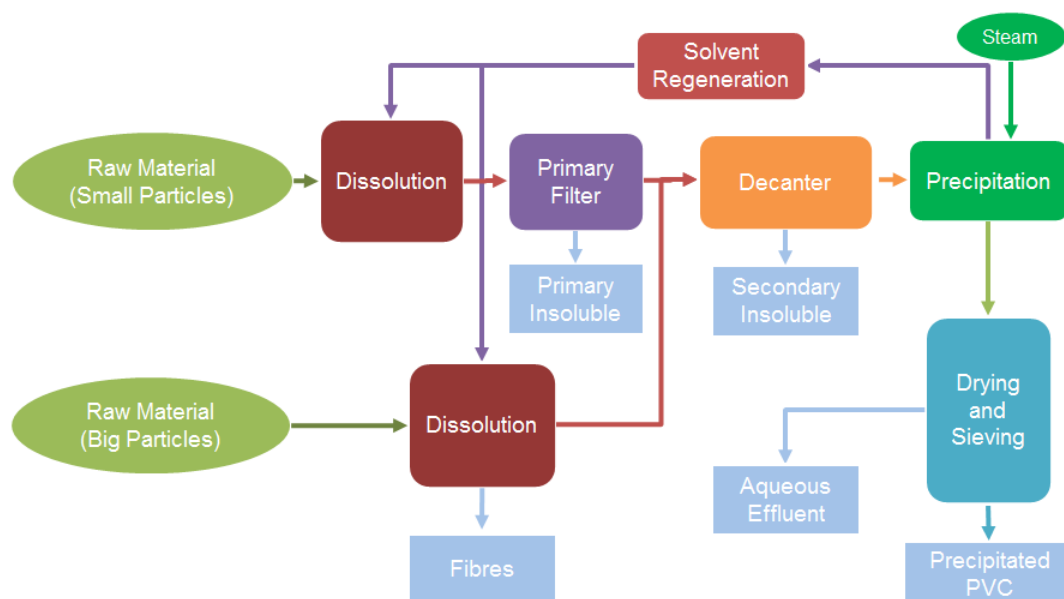 Steam
Solvent
Regeneration
Raw Material
(Small Particles)
Dissolution
Primary
Filter
Decanter
Precipitation
Primary
Insoluble
Secondary
Insoluble
Raw Material
(Big Particles)
Dissolution
Drying
and
Sieving
Aqueous
Effluent
Fibres
Precipitated
PVC